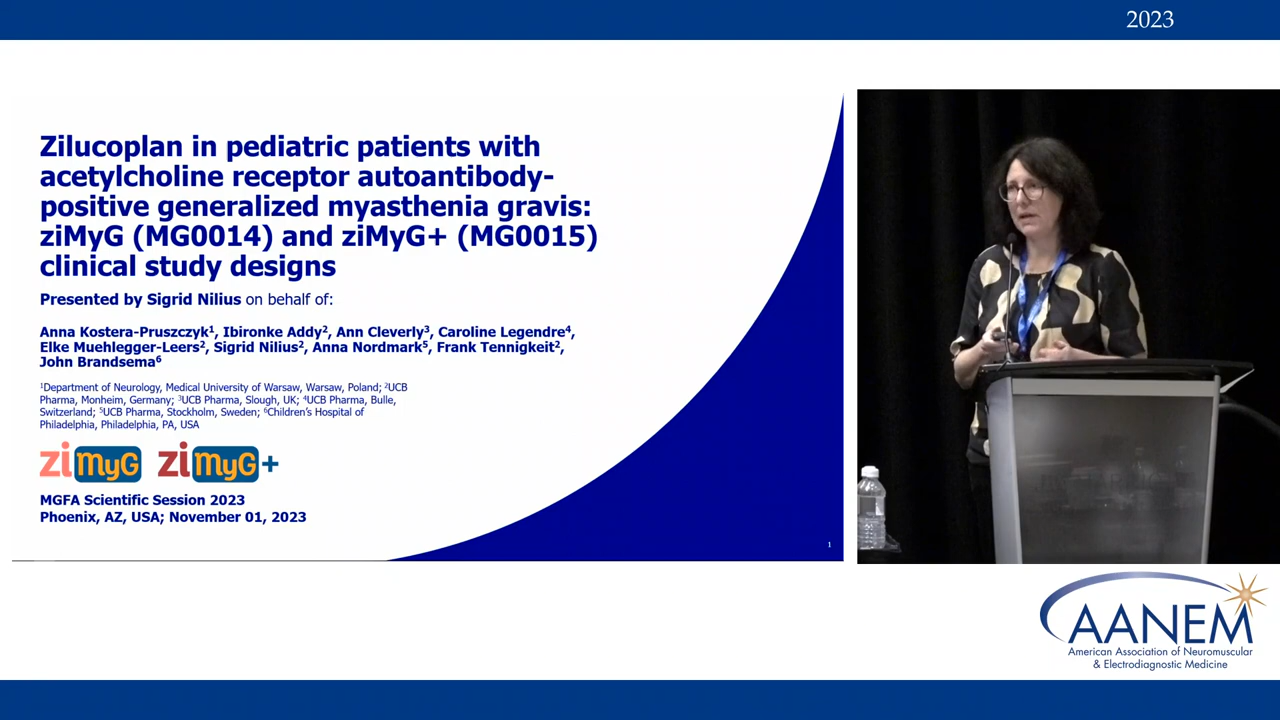 2023
Zilucoplan in pediatric patients with
acetylcholine receptor autoantibody-
positive generalized myasthenia gravis:
ziMyG (MG0014) and ziMyG+ (MG0015)
clinical study designs
Presented by Sigrid Nilius on behalf of:
Anna Kostera-Pruszczyk¹, Ibironke Addy², Ann Cleverly³, Caroline Legendre⁴,
Elke Muehlegger-Leers², Sigrid Nilius², Anna Nordmark⁵, Frank Tennigkeit²,
John Brandsema⁶
¹Department of Neurology, Medical University of Warsaw, Warsaw, Poland; ²UCB
Pharma, Monheim, Germany; ³UCB Pharma, Slough, UK; ⁴UCB Pharma, Bulle,
Switzerland; ⁵UCB Pharma, Stockholm, Sweden; ⁶Children's Hospital of
Philadelphia, Philadelphia, PA, USA
zi MyG zi MyG+
MGFA Scientific Session 2023
Phoenix, AZ, USA; November 01, 2023
1
AANEM
American Association of Neuromuscular
& Electrodiagnostic Medicine